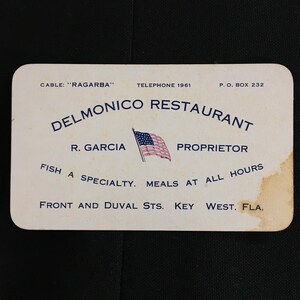 CABLE: "RAGARBA" TELEPHONE 1961 P.O. BOX 232
DELMONICO RESTAURANT
R. GARCIA PROPRIETOR
FISH A SPECIALTY. MEALS AT ALL HOURS
FRONT AND DUVAL STS. KEY WEST, FLA.